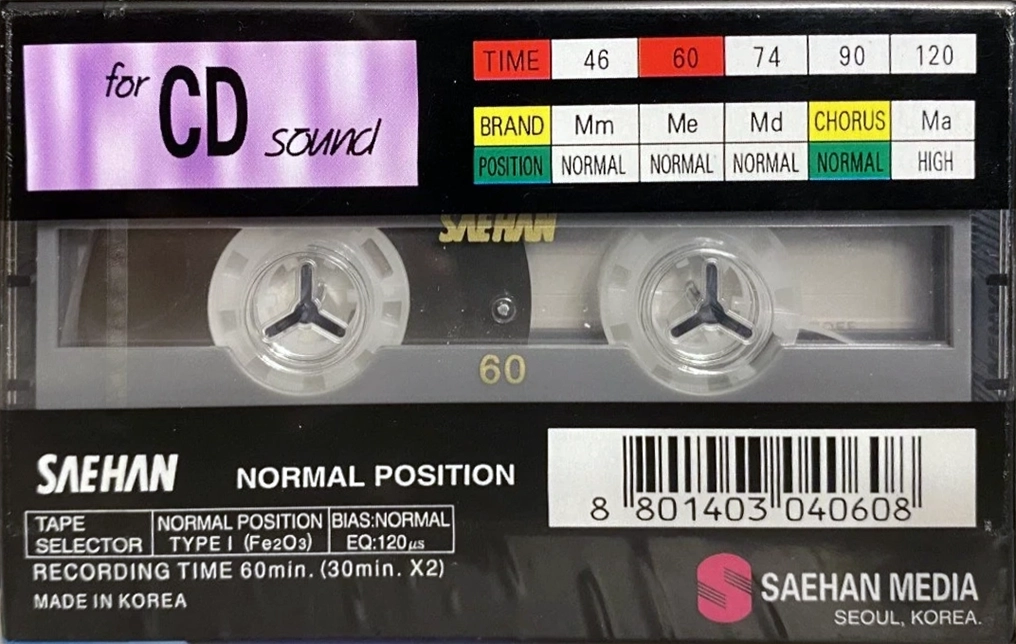 for CD sound
TIME 46 60 74 90 120
BRAND Mm Me Md CHORUS Ma
POSITION NORMAL NORMAL NORMAL NORMAL HIGH
SAEHAN
60
SAEHAN NORMAL POSITION
TAPE SELECTOR
NORMAL POSITION TYPE I (Fe2O3)
BIAS:NORMAL EQ:120µs
RECORDING TIME 60min. (30min. X2)
MADE IN KOREA
8 801403 040608
SAEHAN MEDIA
SEOUL, KOREA.